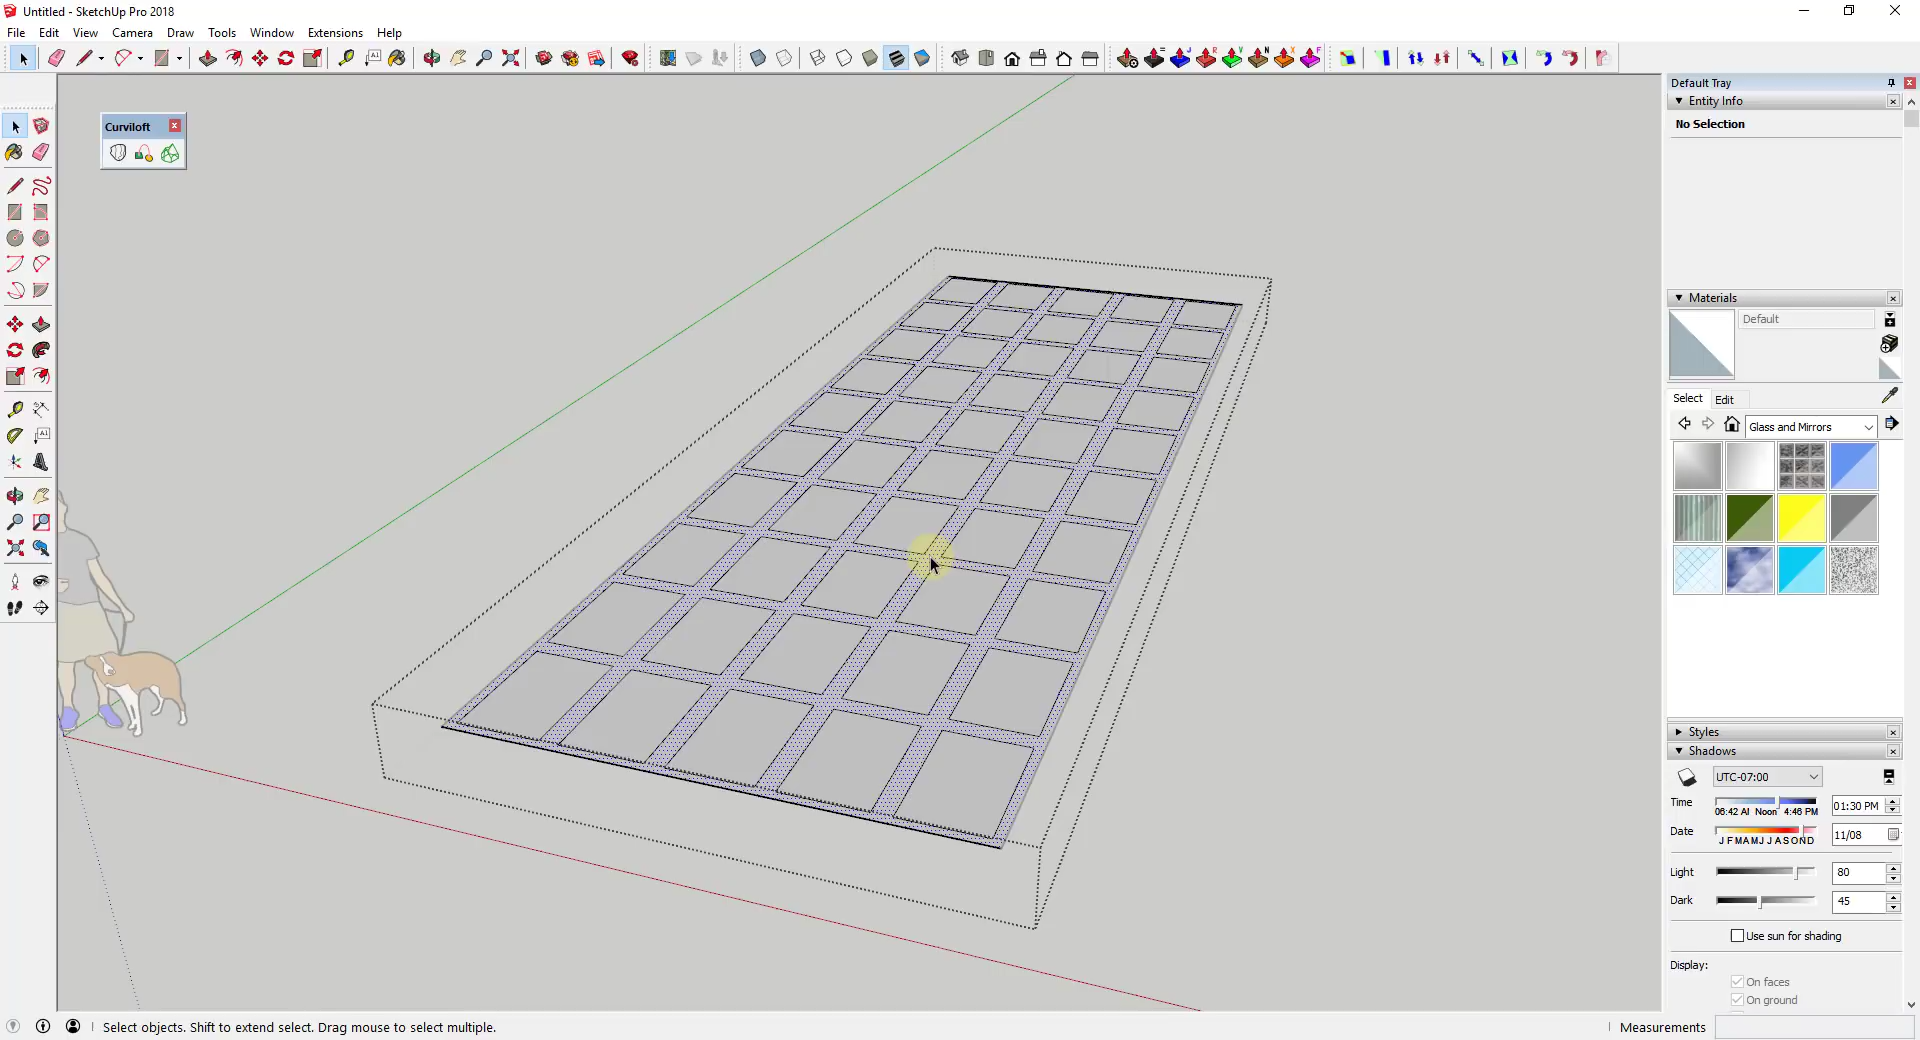 Untitled - SketchUp Pro 2018
File Edit View Camera Draw Tools Window Extensions Help
Default Tray
Entity Info
No Selection
Curviloft
Materials
Default
Select Edit
Glass and Mirrors
Styles
Shadows
UTC-07:00
Time
06:42 AI Noon 4:46 PM
01:30 PM
Date
J F M A M J J A S O N D
11/08
Light
80
Dark
45
Use sun for shading
Display:
On faces
On ground
Select objects. Shift to extend select. Drag mouse to select multiple.
Measurements